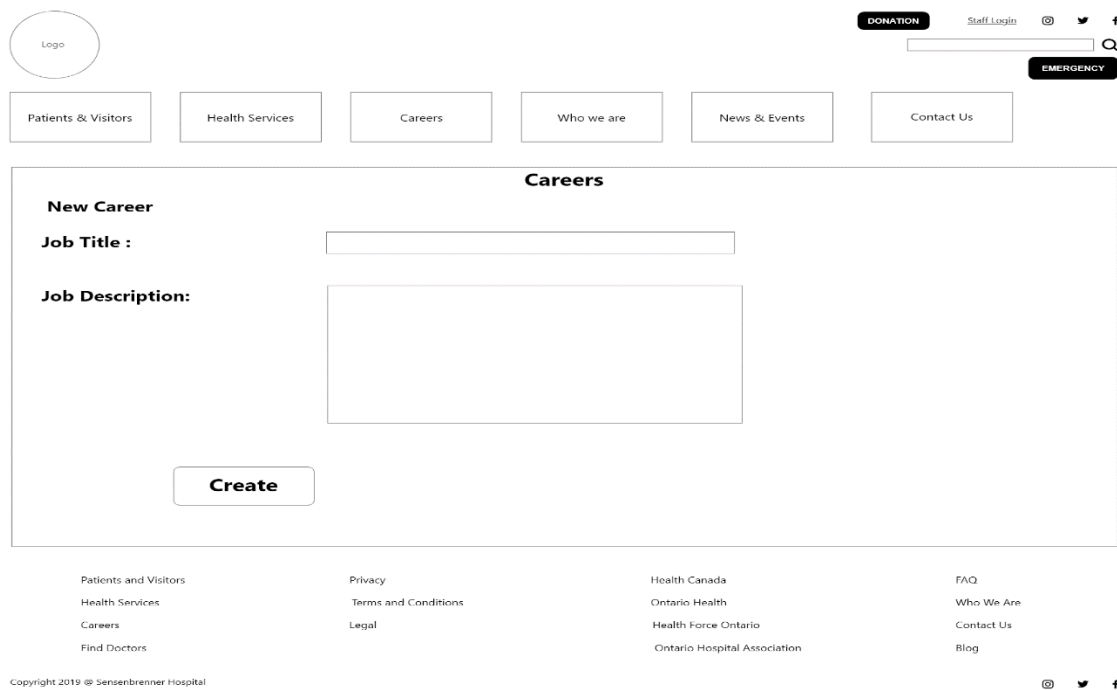 DONATION Staff Login
Logo
EMERGENCY
Patients & Visitors Health Services Careers Who we are News & Events Contact Us
Careers
New Career
Job Title :
Job Description:
Create
Patients and Visitors Privacy Health Canada FAQ
Health Services Terms and Conditions Ontario Health Who We Are
Careers Legal Health Force Ontario Contact Us
Find Doctors Ontario Hospital Association Blog
Copyright 2019 @ Sensenbrenner Hospital